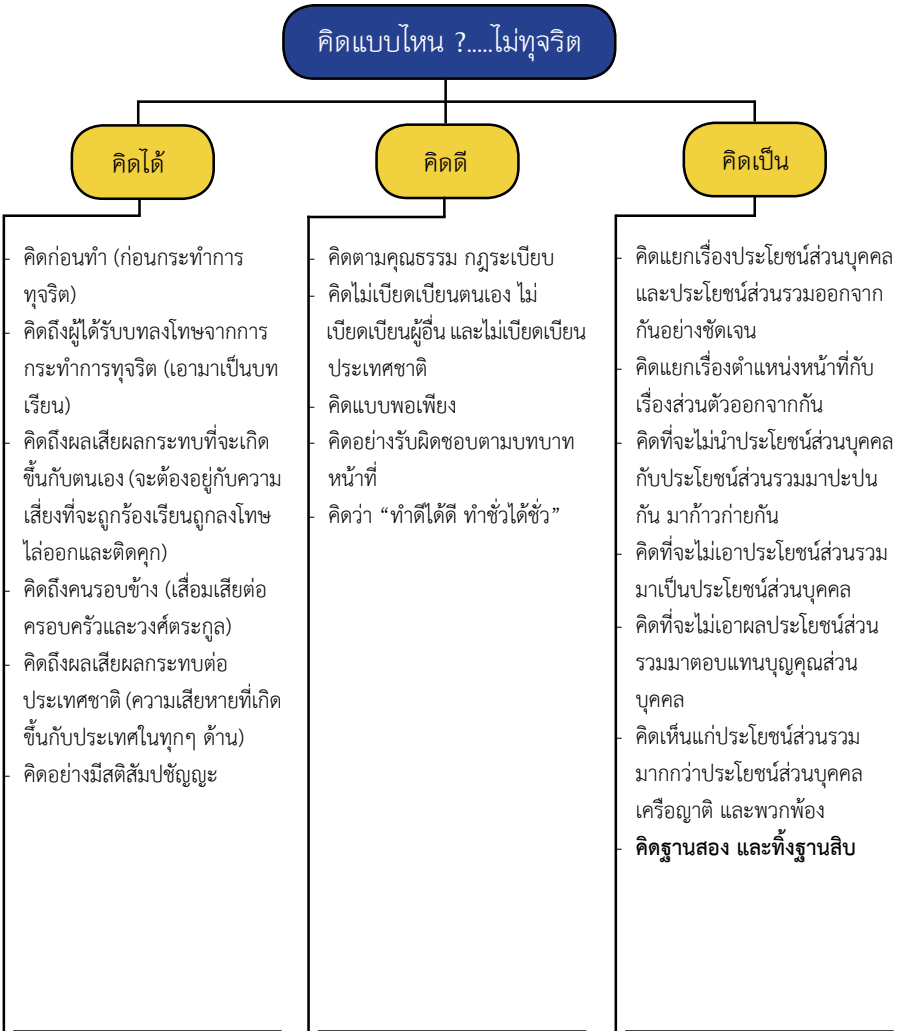 คิดแบบไหน ?.....ไม่ทุจริต
คิดได้
- คิดก่อนทำ (ก่อนกระทำการ
ทุจริต)
- คิดถึงผู้ได้รับบทลงโทษจากการ
กระทำการทุจริต (เอามาเป็นบท
เรียน)
- คิดถึงผลเสียผลกระทบที่จะเกิด
ขึ้นกับตนเอง (จะต้องอยู่กับความ
เสี่ยงที่จะถูกร้องเรียนถูกลงโทษ
ไล่ออกและติดคุก)
- คิดถึงคนรอบข้าง (เสื่อมเสียต่อ
ครอบครัวและวงศ์ตระกูล)
- คิดถึงผลเสียผลกระทบต่อ
ประเทศชาติ (ความเสียหายที่เกิด
ขึ้นกับประเทศในทุกๆ ด้าน)
- คิดอย่างมีสติสัมปชัญญะ
คิดดี
- คิดตามคุณธรรม กฎระเบียบ
- คิดไม่เบียดเบียนตนเอง ไม่
เบียดเบียนผู้อื่น และไม่เบียดเบียน
ประเทศชาติ
- คิดแบบพอเพียง
- คิดอย่างรับผิดชอบตามบทบาท
หน้าที่
- คิดว่า “ทำดีได้ดี ทำชั่วได้ชั่ว”
คิดเป็น
- คิดแยกเรื่องประโยชน์ส่วนบุคคล
และประโยชน์ส่วนรวมออกจาก
กันอย่างชัดเจน
- คิดแยกเรื่องตำแหน่งหน้าที่กับ
เรื่องส่วนตัวออกจากกัน
- คิดที่จะไม่นำประโยชน์ส่วนบุคคล
กับประโยชน์ส่วนรวมมาปะปน
กัน มาก้าวก่ายกัน
- คิดที่จะไม่เอาประโยชน์ส่วนรวม
มาเป็นประโยชน์ส่วนบุคคล
- คิดที่จะไม่เอาผลประโยชน์ส่วน
รวมมาตอบแทนบุญคุณส่วน
บุคคล
- คิดเห็นแก่ประโยชน์ส่วนรวม
มากกว่าประโยชน์ส่วนบุคคล
เครือญาติ และพวกพ้อง
- คิดฐานสอง และทิ้งฐานสิบ